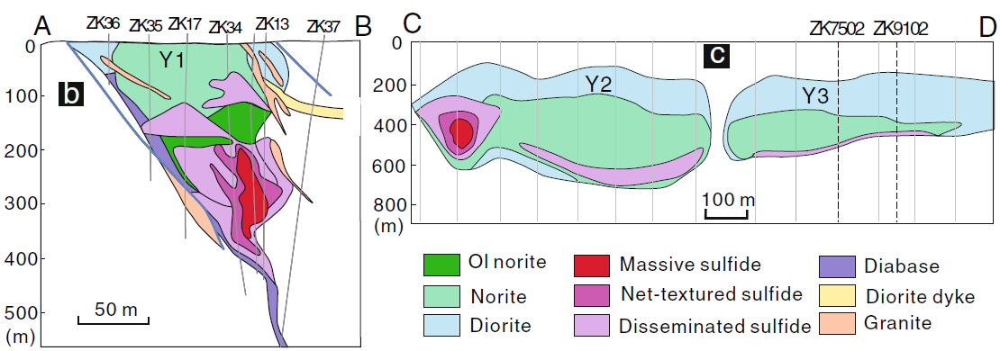 A ZK36 ZK35 ZK17 ZK34 ZK13 ZK37 B
0
100
200
300
400
500
(m)
b
Y1
50 m
C ZK7502 ZK9102 D
0
200
400
600
800
(m)
c
Y2
Y3
100 m
Ol norite
Norite
Diorite
Massive sulfide
Net-textured sulfide
Disseminated sulfide
Diabase
Diorite dyke
Granite